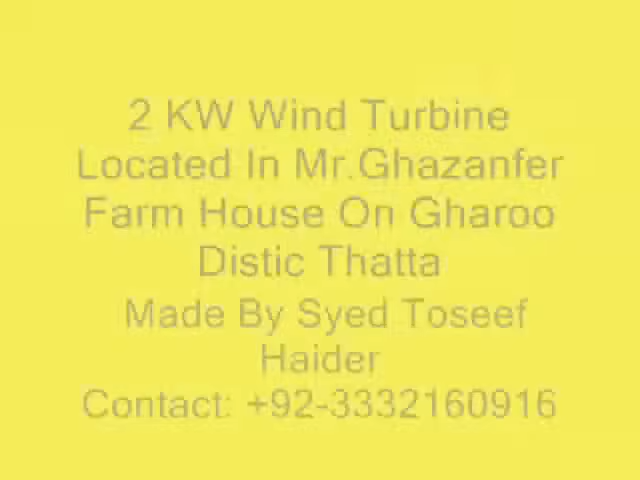 2 KW Wind Turbine
Located In Mr.Ghazanfer
Farm House On Gharoo
Distic Thatta
Made By Syed Toseef
Haider
Contact: +92-3332160916